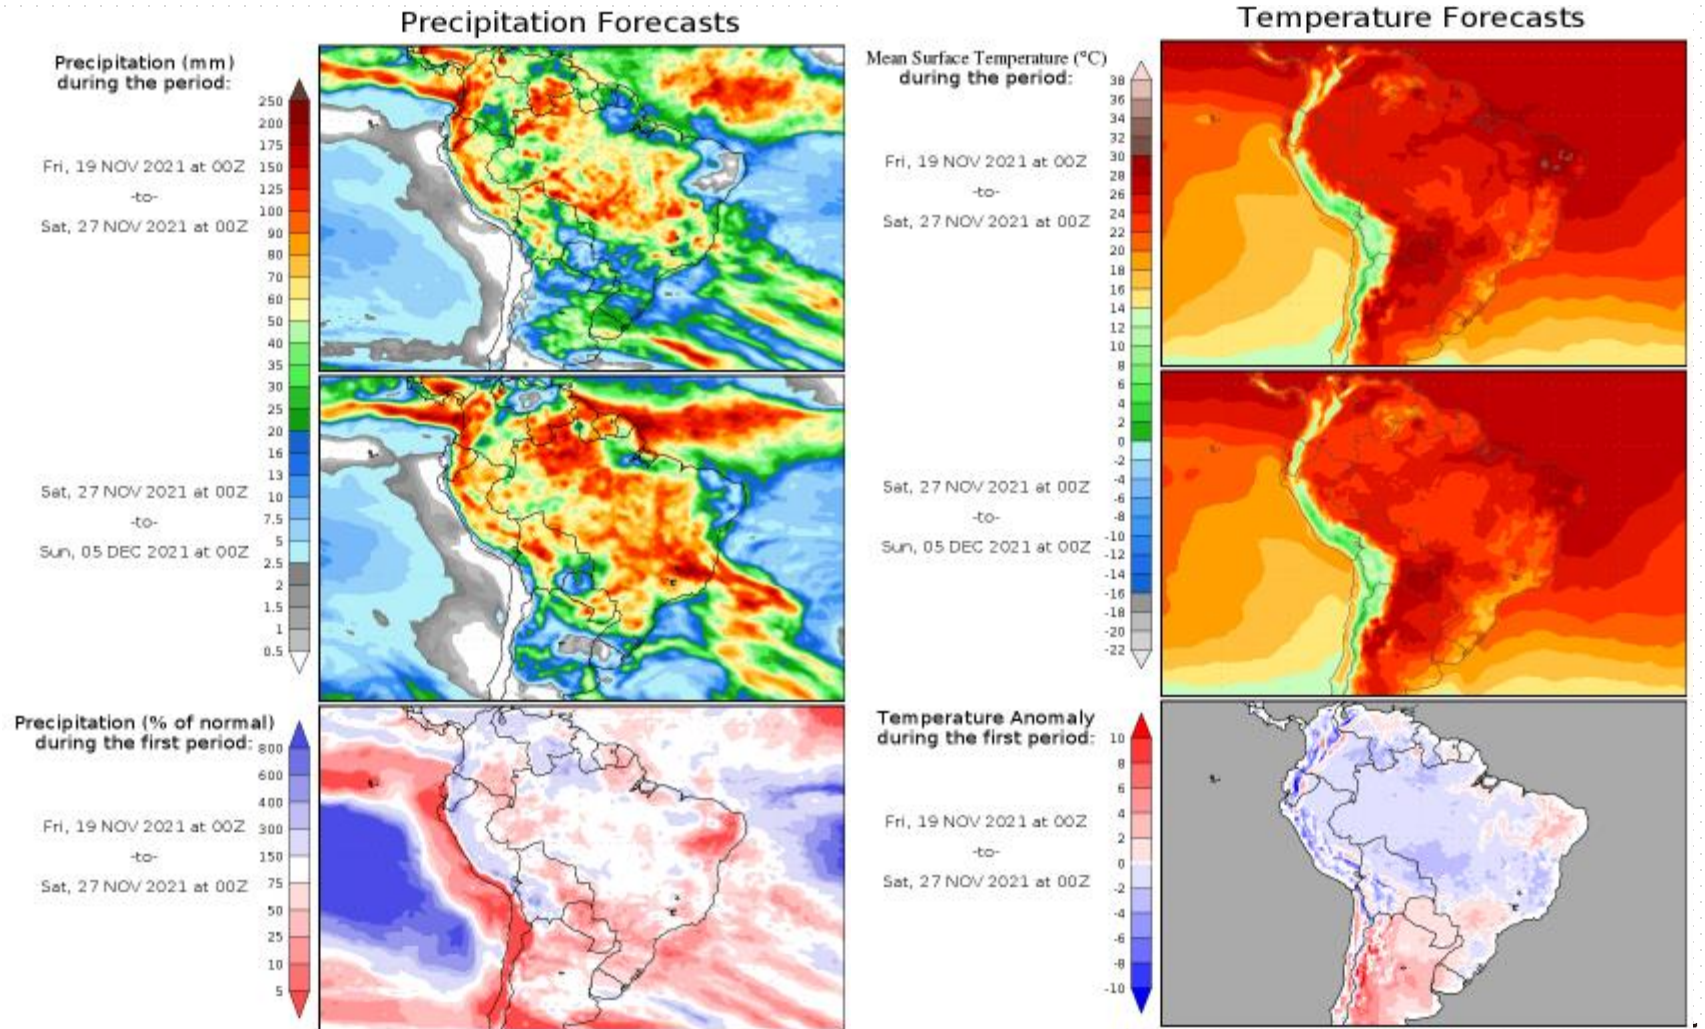 Precipitation Forecasts
Precipitation (mm)
during the period:
250
200
175
150
125
100
90
80
70
60
50
40
35
30
25
20
16
13
10
7.5
5
2.5
2
1.5
1
0.5
Fri, 19 NOV 2021 at 00Z
-to-
Sat, 27 NOV 2021 at 00Z
Sat, 27 NOV 2021 at 00Z
-to-
Sun, 05 DEC 2021 at 00Z
Precipitation (% of normal)
during the first period:
800
600
400
300
150
75
50
25
10
5
Fri, 19 NOV 2021 at 00Z
-to-
Sat, 27 NOV 2021 at 00Z
Temperature Forecasts
Mean Surface Temperature (°C)
during the period:
38
36
34
32
30
28
26
24
22
20
18
16
14
12
10
8
6
4
2
0
-2
-4
-6
-8
-10
-12
-14
-16
-18
-20
-22
Fri, 19 NOV 2021 at 00Z
-to-
Sat, 27 NOV 2021 at 00Z
Sat, 27 NOV 2021 at 00Z
-to-
Sun, 05 DEC 2021 at 00Z
Temperature Anomaly
during the first period:
10
8
6
4
2
0
-2
-4
-6
-8
-10
Fri, 19 NOV 2021 at 00Z
-to-
Sat, 27 NOV 2021 at 00Z